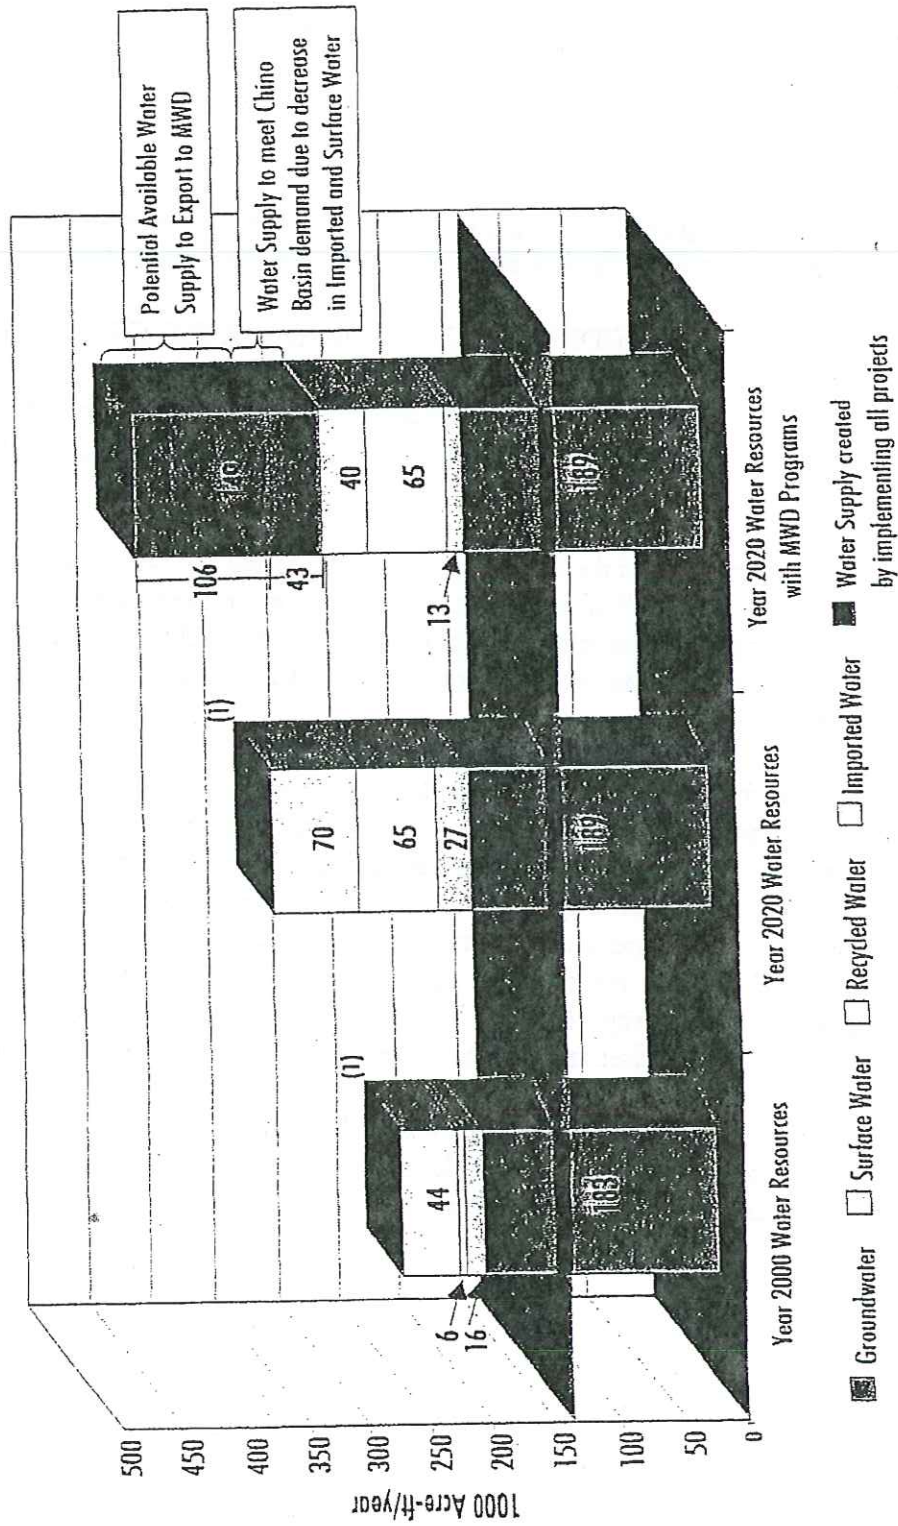 Potential Available Water
Supply to Export to MWD
Water Supply to meet Chino
Basin demand due to decrease
in Imported and Surface Water
1000 Acre-ft/year
500
450
400
350
300
250
200
150
100
50
0
(1)
44
6
16
183
(1)
70
65
27
189
106
43
149
40
65
13
189
Year 2000 Water Resources
Year 2020 Water Resources
Year 2020 Water Resources
with MWD Programs
Groundwater
Surface Water
Recycled Water
Imported Water
Water Supply created
by implementing all projects